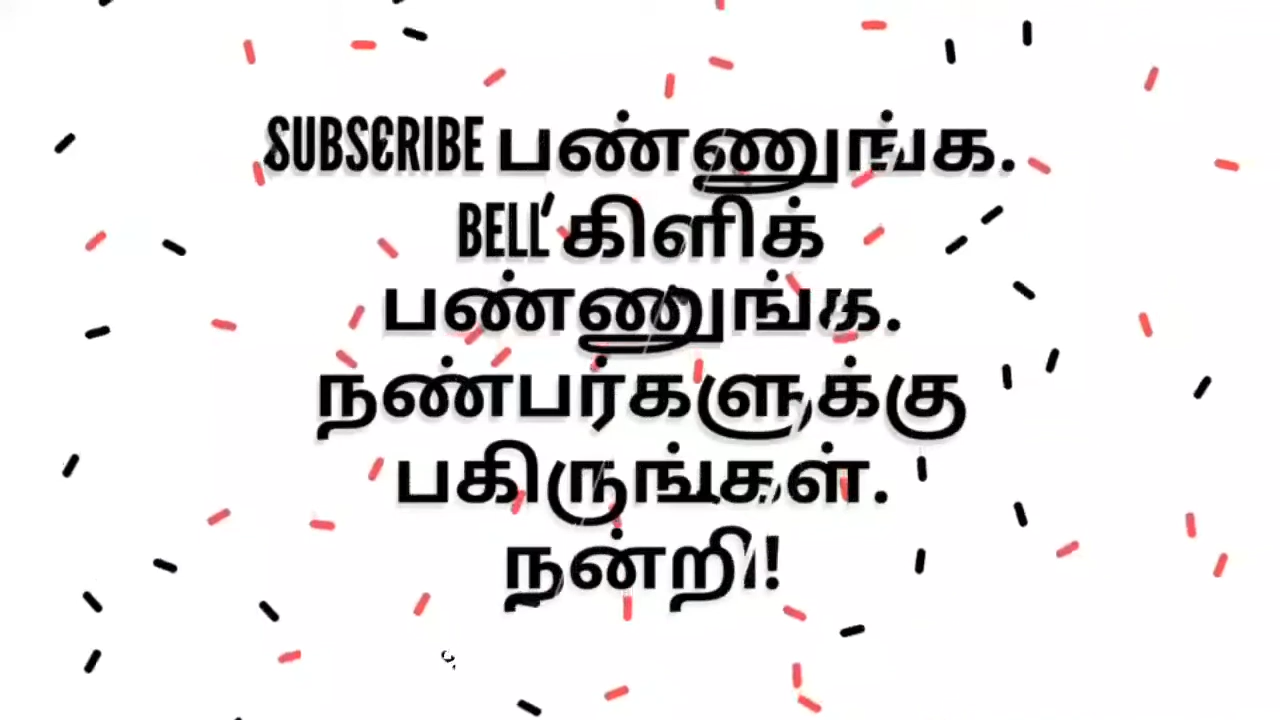 SUBSCRIBE பண்ணுங்க.
BELL கிளிக்
பண்ணுங்க.
நண்பர்களுக்கு
பகிருங்கள்.
நன்றி!